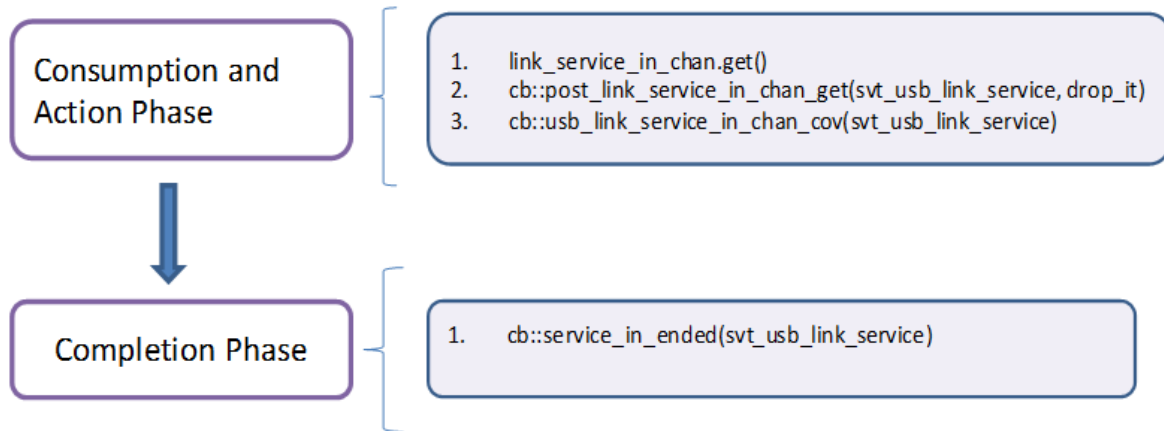 Consumption and
Action Phase
1. link_service_in_chan.get()
2. cb::post_link_service_in_chan_get(svt_usb_link_service, drop_it)
3. cb::usb_link_service_in_chan_cov(svt_usb_link_service)
Completion Phase
1. cb::service_in_ended(svt_usb_link_service)